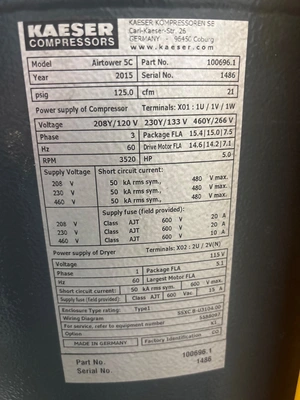 KAESER
COMPRESSORS
KAESER KOMPRESSOREN SE
Carl-Kaeser-Str. 26
GERMANY - 96450 Coburg
www.kaeser.com
Model Airtower 5C Part No. 100696.1
Year 2015 Serial No. 1486
psig 125.0 cfm 21
Power supply of Compressor Terminals: X01 : 1U / 1V / 1W
Voltage 208Y/120 V 230Y/133 V 460Y/266 V
Phase 3 Package FLA 15.4|15.0|7.5
Hz 60 Drive Motor FLA 14.6|14.2|7.1
RPM 3520 HP 5.0
Supply Voltage Short circuit current:
208 V 50 kA rms sym., 480 V max.
230 V 50 kA rms sym., 480 V max.
460 V 50 kA rms sym., 480 V max.
Supply fuse (field provided):
208 V Class AJT 600 V 20 A
230 V Class AJT 600 V 20 A
460 V Class AJT 600 V 10 A
Power supply of Dryer Terminals: X02 : 2U / 2V(N)
Voltage 115 V
Phase 1 Package FLA 5.1
Hz 60 Largest Motor FLA
Short circuit current: 50 kA rms sym. 600 V max.
Supply fuse (field provided) Class AJT 600 Vac. 15 A
Enclosure type rating: Type1
Wiring Diagram
For service, refer to equipment number
Option
MADE IN GERMANY Factory Identification
Part No. 100696.1
Serial No. 1486